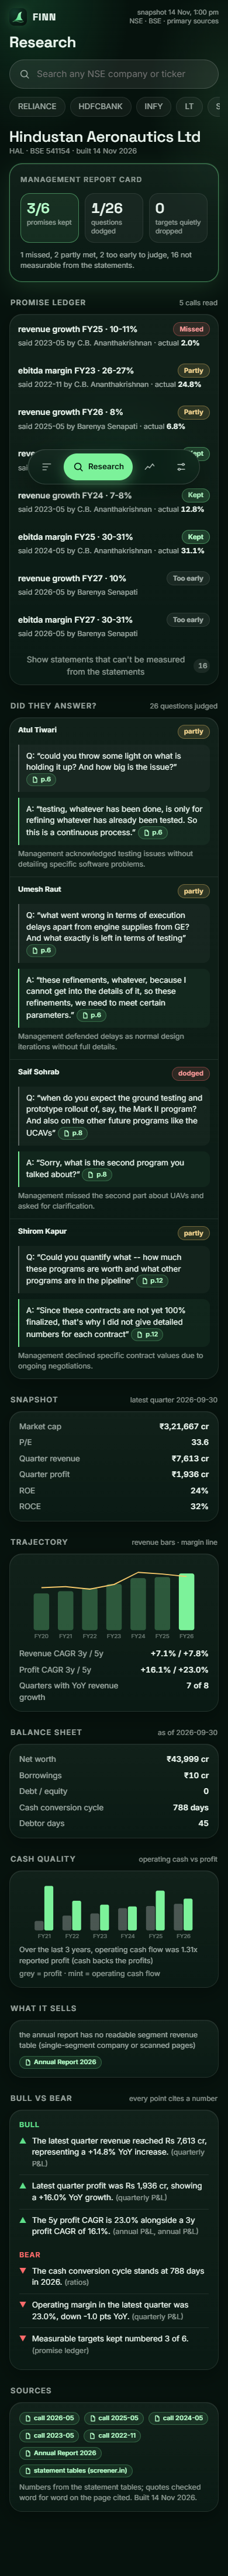 FINN
snapshot 14 Nov, 1:00 pm
NSE · BSE · primary sources
Research
Search any NSE company or ticker
RELIANCE HDFCBANK INFY LT
Hindustan Aeronautics Ltd
HAL · BSE 541154 · built 14 Nov 2026
MANAGEMENT REPORT CARD
3/6 1/26 0
promises kept questions dodged targets quietly dropped
1 missed, 2 partly met, 2 too early to judge, 16 not
measurable from the statements.
PROMISE LEDGER 5 calls read
revenue growth FY25 · 10-11% Missed
said 2023-05 by C.B. Ananthakrishnan · actual 2.0%
ebitda margin FY23 · 26-27% Partly
said 2022-11 by C.B. Ananthakrishnan · actual 24.8%
revenue growth FY26 · 8% Partly
said 2025-05 by Barenya Senapati · actual 6.8%
Research
revenue growth FY24 · 7-8% Kept
said 2023-05 by C.B. Ananthakrishnan · actual 12.8%
ebitda margin FY25 · 30-31% Kept
said 2024-05 by C.B. Ananthakrishnan · actual 31.1%
revenue growth FY27 · 10% Too early
said 2026-05 by Barenya Senapati
ebitda margin FY27 · 30-31% Too early
said 2026-05 by Barenya Senapati
Show statements that can't be measured 16
from the statements
DID THEY ANSWER? 26 questions judged
Atul Tiwari partly
Q: "could you throw some light on what is
holding it up? And how big is the issue?"
p.6
A: "testing, whatever has been done, is only for
refining whatever has already been tested. So
this is a continuous process." p.6
Management acknowledged testing issues without
detailing specific software problems.
Umesh Raut partly
Q: "what went wrong in terms of execution
delays apart from engine supplies from GE?
And what exactly is left in terms of testing"
p.6
A: "these refinements, whatever, because I
cannot get into the details of it, so these
refinements, we need to meet certain
parameters." p.6
Management defended delays as normal design
iterations without full details.
Saif Sohrab dodged
Q: "when do you expect the ground testing and
prototype rollout of, say, the Mark II program?
And also on the other future programs like the
UCAVs" p.8
A: "Sorry, what is the second program you
talked about?" p.8
Management missed the second part about UAVs and
asked for clarification.
Shirom Kapur partly
Q: "Could you quantify what -- how much
these programs are worth and what other
programs are in the pipeline" p.12
A: "Since these contracts are not yet 100%
finalized, that's why I did not give detailed
numbers for each contract" p.12
Management declined specific contract values due to
ongoing negotiations.
SNAPSHOT latest quarter 2026-09-30
Market cap ₹3,21,667 cr
P/E 33.6
Quarter revenue ₹7,613 cr
Quarter profit ₹1,936 cr
ROE 24%
ROCE 32%
TRAJECTORY revenue bars · margin line
FY20 FY21 FY22 FY23 FY24 FY25 FY26
Revenue CAGR 3y / 5y +7.1% / +7.8%
Profit CAGR 3y / 5y +16.1% / +23.0%
Quarters with YoY revenue 7 of 8
growth
BALANCE SHEET as of 2026-09-30
Net worth ₹43,999 cr
Borrowings ₹10 cr
Debt / equity 0
Cash conversion cycle 788 days
Debtor days 45
CASH QUALITY operating cash vs profit
FY21 FY22 FY23 FY24 FY25 FY26
Over the last 3 years, operating cash flow was 1.31x
reported profit (cash backs the profits)
grey = profit · mint = operating cash flow
WHAT IT SELLS
the annual report has no readable segment revenue
table (single-segment company or scanned pages)
Annual Report 2026
BULL VS BEAR every point cites a number
BULL
The latest quarter revenue reached Rs 7,613 cr,
representing a +14.8% YoY increase. (quarterly
P&L)
Latest quarter profit was Rs 1,936 cr, showing
a +16.0% YoY growth. (quarterly P&L)
The 5y profit CAGR is 23.0% alongside a 3y
profit CAGR of 16.1%. (annual P&L, annual P&L)
BEAR
The cash conversion cycle stands at 788 days
in 2026. (ratios)
Operating margin in the latest quarter was
23.0%, down -1.0 pts YoY. (quarterly P&L)
Measurable targets kept numbered 3 of 6.
(promise ledger)
SOURCES
call 2026-05 call 2025-05 call 2024-05
call 2023-05 call 2022-11
Annual Report 2026
statement tables (screener.in)
Numbers from the statement tables; quotes checked
word for word on the page cited. Built 14 Nov 2026.